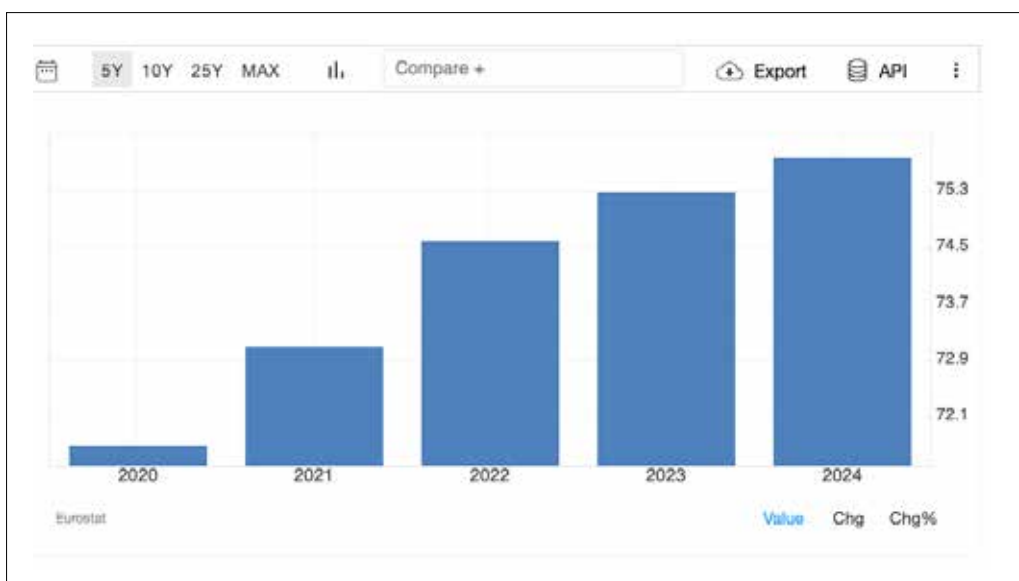 5Y 10Y 25Y MAX Compare + Export API
75.3
74.5
73.7
72.9
72.1
2020 2021 2022 2023 2024
Eurostat Value Chg Chg%